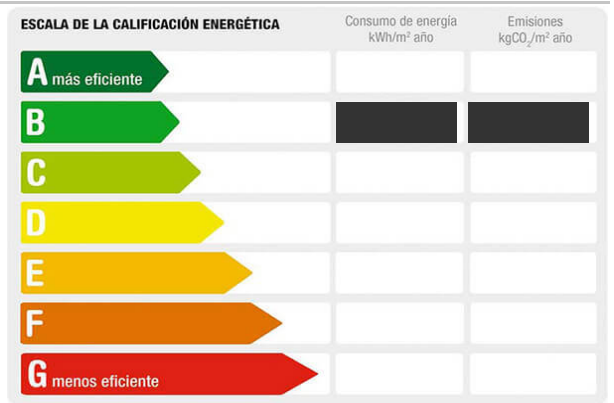 ESCALA DE LA CALIFICACIÓN ENERGÉTICA
Consumo de energía
kWh/m² año
Emisiones
kgCO₂/m² año
A más eficiente
B
C
D
E
F
G menos eficiente